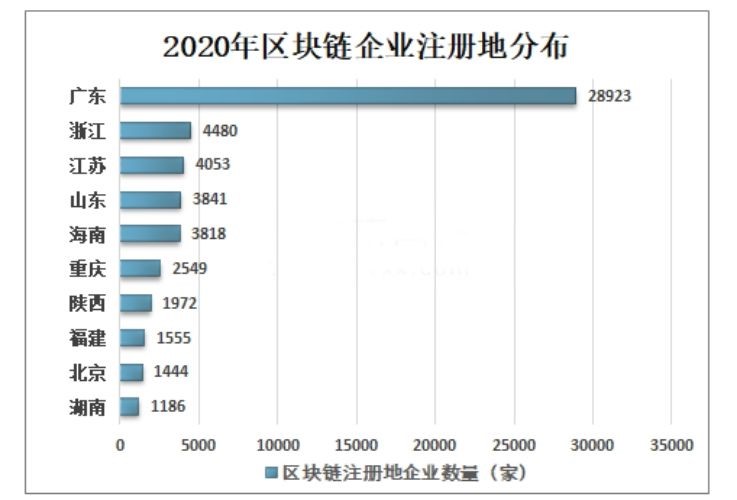 2020年区块链企业注册地分布
广东 28923
浙江 4480
江苏 4053
山东 3841
海南 3818
重庆 2549
陕西 1972
福建 1555
北京 1444
湖南 1186
0 5000 10000 15000 20000 25000 30000 35000
区块链注册地企业数量（家）